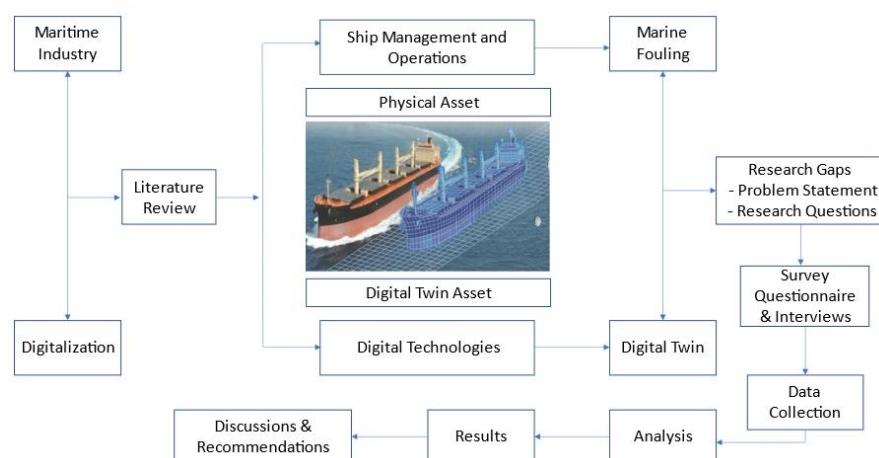 Maritime
Industry
Ship Management and
Operations
Marine
Fouling
Physical Asset
Literature
Review
Research Gaps
- Problem Statement
- Research Questions
Digital Twin Asset
Survey
Questionnaire
& Interviews
Digitalization
Digital Technologies
Digital Twin
Data
Collection
Discussions &
Recommendations
Results
Analysis